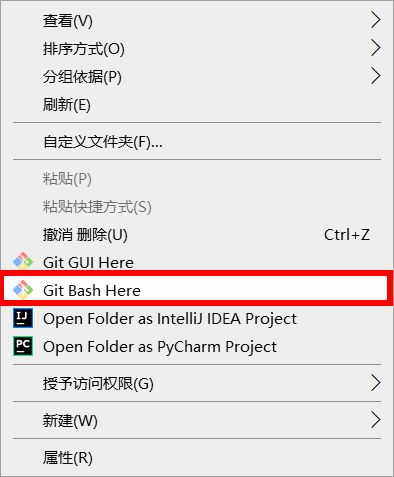 查看(V)
排序方式(O)
分组依据(P)
刷新(E)
自定义文件夹(F)...
粘贴(P)
粘贴快捷方式(S)
撤消 删除(U) Ctrl+Z
Git GUI Here
Git Bash Here
IJ Open Folder as IntelliJ IDEA Project
PC Open Folder as PyCharm Project
授予访问权限(G)
新建(W)
属性(R)